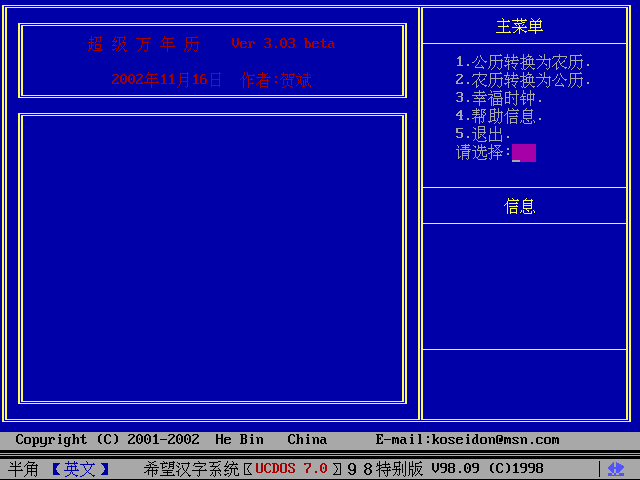 超级万年历 Ver 3.03 beta
2002年11月16日 作者:贺斌
主菜单
1.公历转换为农历.
2.农历转换为公历.
3.幸福时钟.
4.帮助信息.
5.退出.
请选择:_
信息
Copyright (C) 2001-2002 He Bin China E-mail:koseidon@msn.com
半角 【英文】 希望汉字系统〖UCDOS 7.0〗98特别版 V98.09 (C)1998